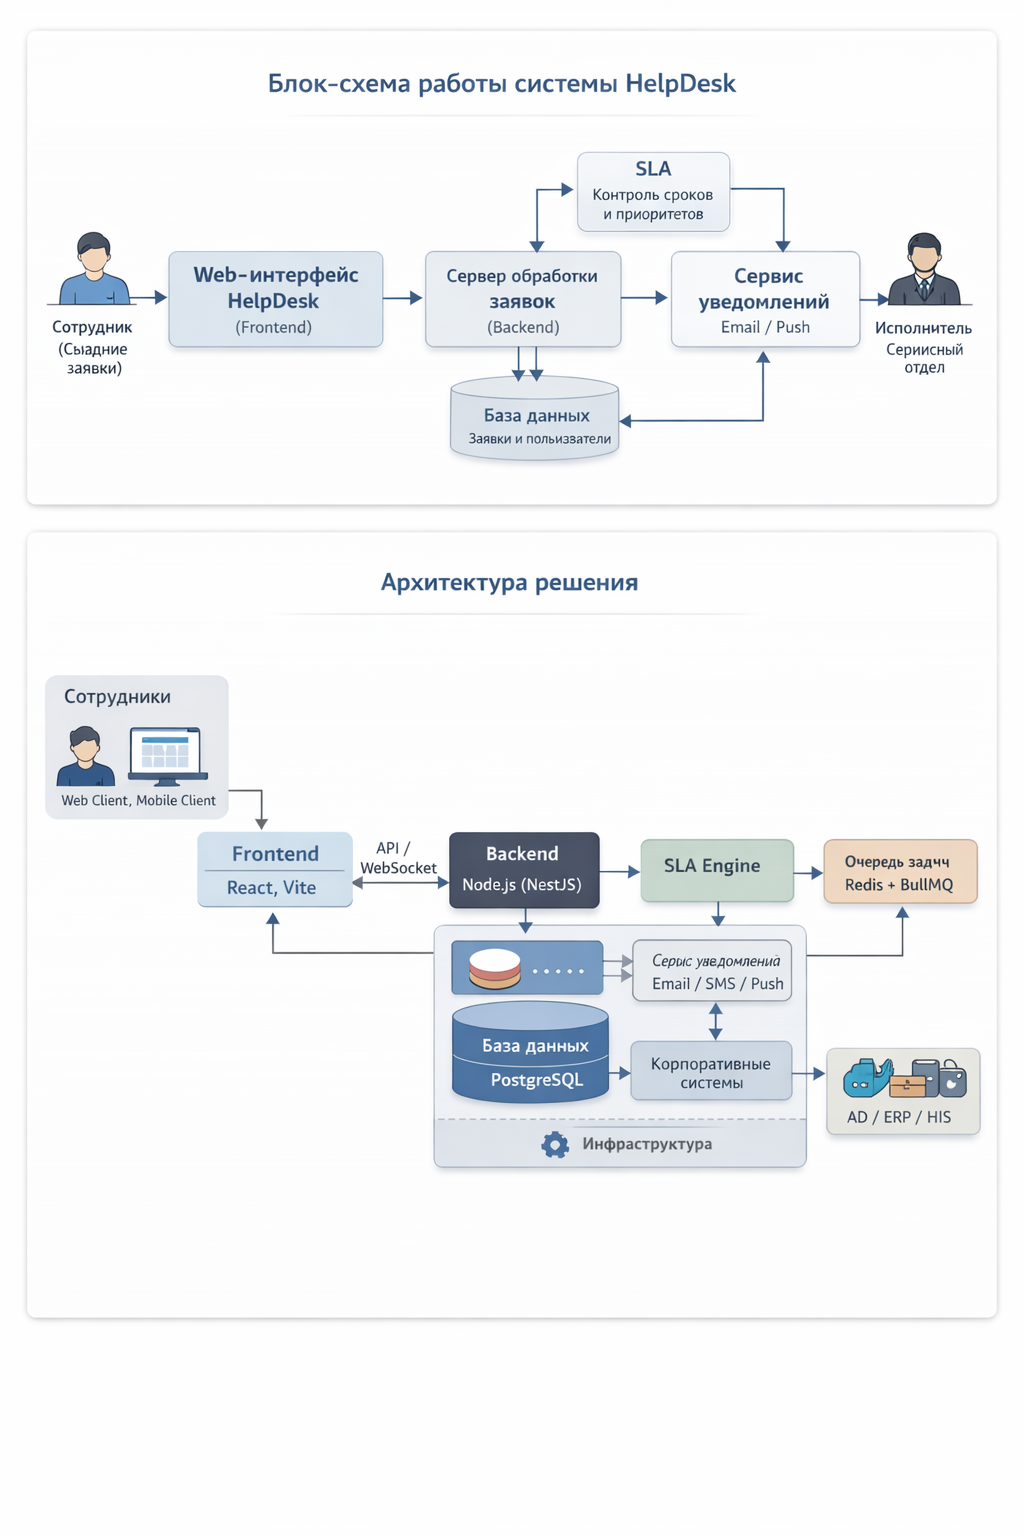 Блок-схема работы системы HelpDesk
SLA
Контроль сроков
и приоритетов
Web-интерфейс
HelpDesk
(Frontend)
Сервер обработки
заявок
(Backend)
Сервис
уведомлений
Email / Push
Сотрудник
(Сыадние
заявки)
Исполнитель
Сериисный
отдел
База данных
Заявки и пользватели
Архитектура решения
Сотрудники
Web Client, Mobile Client
Frontend
React, Vite
API /
WebSocket
Backend
Node.js (NestJS)
SLA Engine
Очередь задчч
Redis + BullMQ
Серис уведомлений
Email / SMS / Push
База данных
PostgreSQL
Корпоративные
системы
AD / ERP / HIS
Инфраструктура